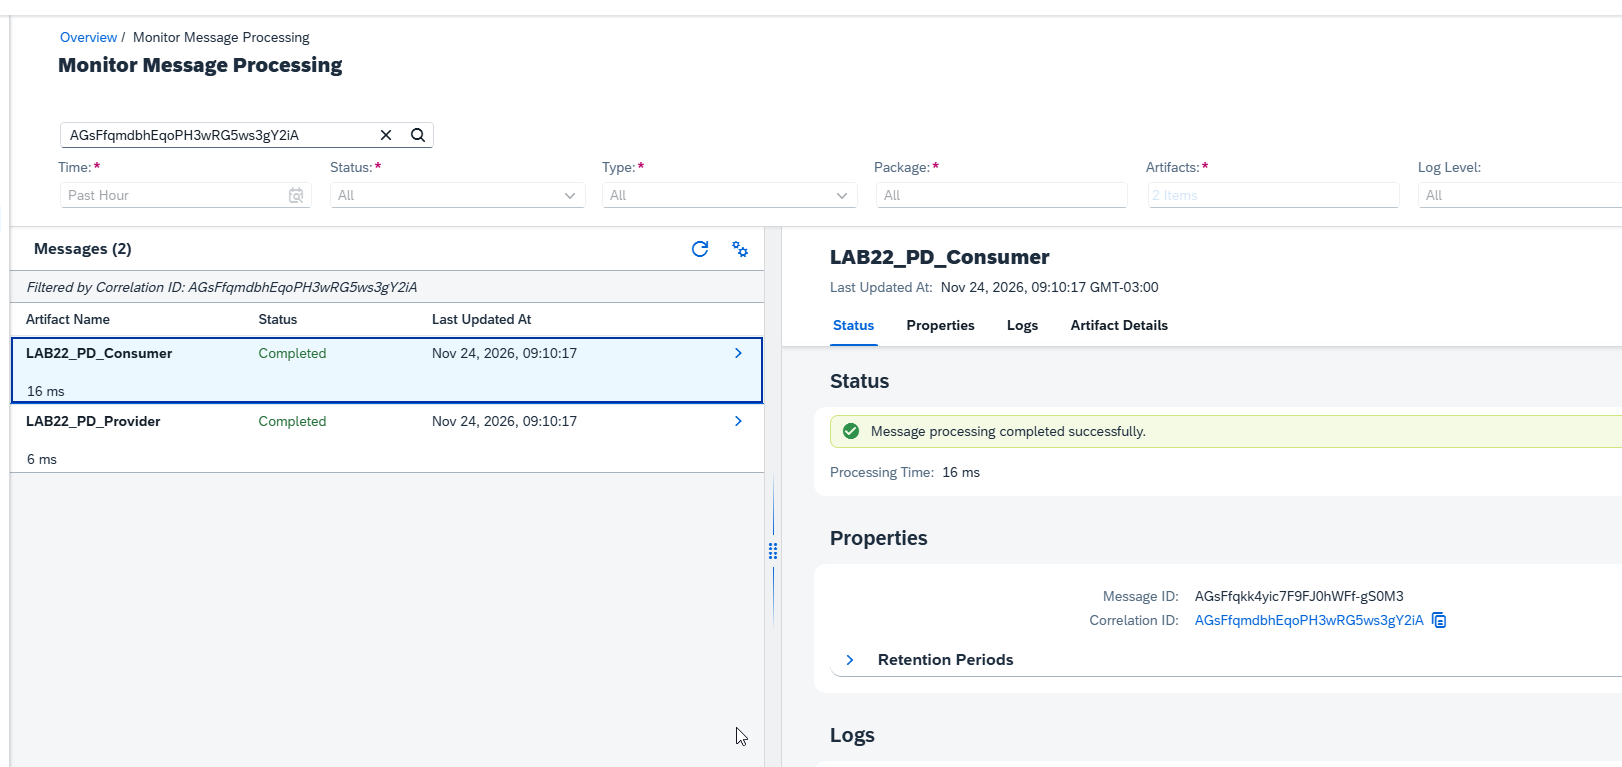 Overview / Monitor Message Processing
Monitor Message Processing
AGsFfqmdbhEqoPH3wRG5ws3gY2iA
Time:* Status:* Type:* Package:* Artifacts:* Log Level:
Past Hour All All All 2 Items All
Messages (2)
Filtered by Correlation ID: AGsFfqmdbhEqoPH3wRG5ws3gY2iA
Artifact Name Status Last Updated At
LAB22_PD_Consumer Completed Nov 24, 2026, 09:10:17
16 ms
LAB22_PD_Provider Completed Nov 24, 2026, 09:10:17
6 ms
LAB22_PD_Consumer
Last Updated At: Nov 24, 2026, 09:10:17 GMT-03:00
Status Properties Logs Artifact Details
Status
Message processing completed successfully.
Processing Time: 16 ms
Properties
Message ID: AGsFfqkk4yic7F9FJ0hWFf-gS0M3
Correlation ID: AGsFfqmdbhEqoPH3wRG5ws3gY2iA
Retention Periods
Logs